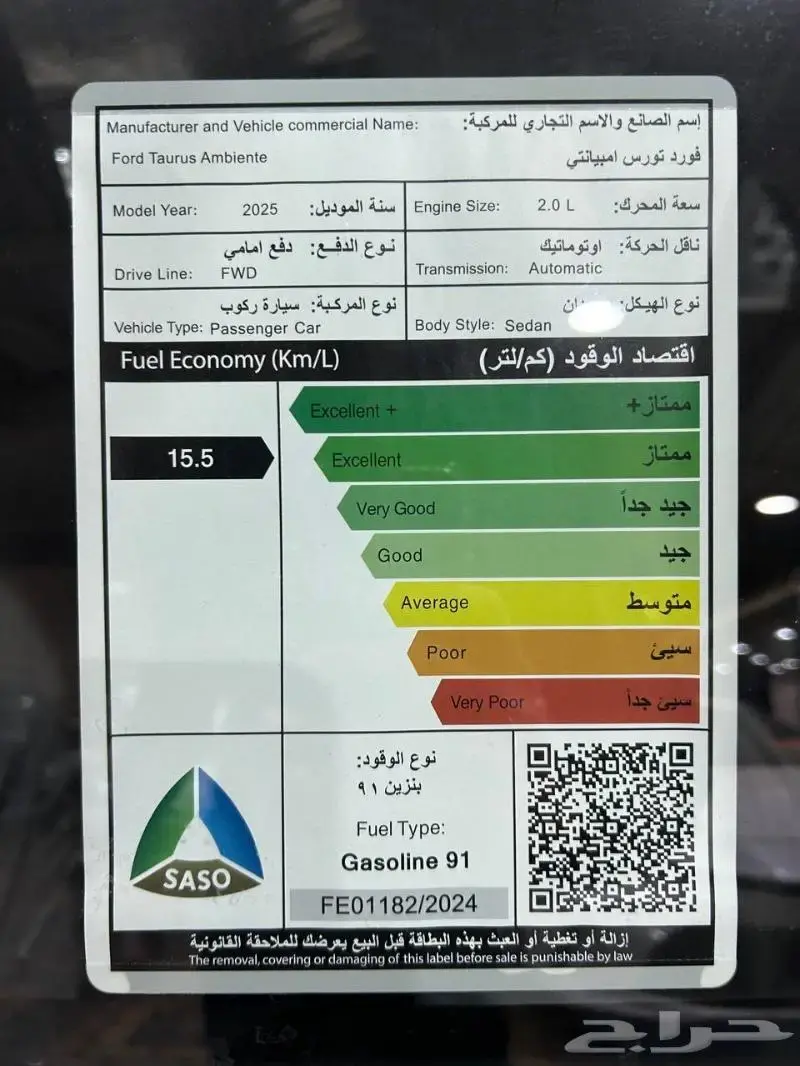 Manufacturer and Vehicle commercial Name: إسم الصانع والاسم التجاري للمركبة:
Ford Taurus Ambiente فورد تورس امبيانتي
Model Year: 2025 سنة الموديل:
Engine Size: 2.0 L سعة المحرك:
نوع الدفع: دفع امامي
Drive Line: FWD
ناقل الحركة: اوتوماتيك
Transmission: Automatic
نوع المركبة: سيارة ركوب
Vehicle Type: Passenger Car
نوع الهيكل:
Body Style: Sedan
Fuel Economy (Km/L) اقتصاد الوقود (كم/لتر)
Excellent + ممتاز+
15.5
Excellent ممتاز
Very Good جيد جداً
Good جيد
Average متوسط
Poor سيئ
Very Poor سيئ جداً
SASO
نوع الوقود:
بنزين ٩١
Fuel Type:
Gasoline 91
FE01182/2024
إزالة أو تغطية أو العبث بهذه البطاقة قبل البيع يعرضك للملاحقة القانونية
The removal, covering or damaging of this label before sale is punishable by law
حراج